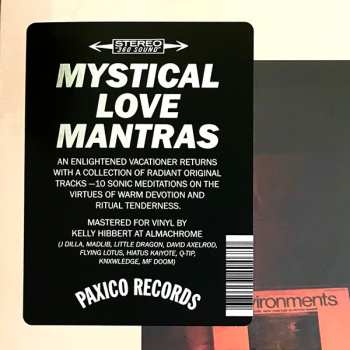 STEREO
"360 SOUND"
MYSTICAL
LOVE
MANTRAS
AN ENLIGHTENED VACATIONER RETURNS
WITH A COLLECTION OF RADIANT ORIGINAL
TRACKS —10 SONIC MEDITATIONS ON THE
VIRTUES OF WARM DEVOTION AND
RITUAL TENDERNESS.
MASTERED FOR VINYL BY
KELLY HIBBERT AT ALMACHROME
(J DILLA, MADLIB, LITTLE DRAGON, DAVID AXELROD,
FLYING LOTUS, HIATUS KAIYOTE, Q-TIP,
KNXWLEDGE, MF DOOM)
PAXICO RECORDS
vironments